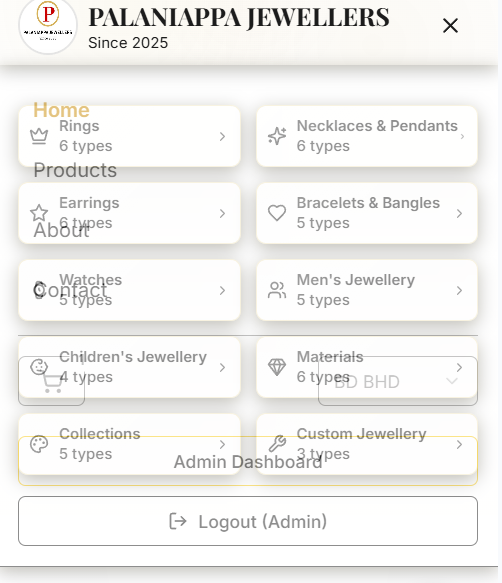 P
PALANIAPPA JEWELLERS
PALANIAPPA JEWELLERS
Since 2025
Home
Rings
6 types
Necklaces & Pendants
6 types
Products
Earrings
6 types
Bracelets & Bangles
5 types
About
Watches
5 types
Men's Jewellery
5 types
Contact
Children's Jewellery
4 types
Materials
6 types
BD BHD
Collections
5 types
Custom Jewellery
3 types
Admin Dashboard
Logout (Admin)